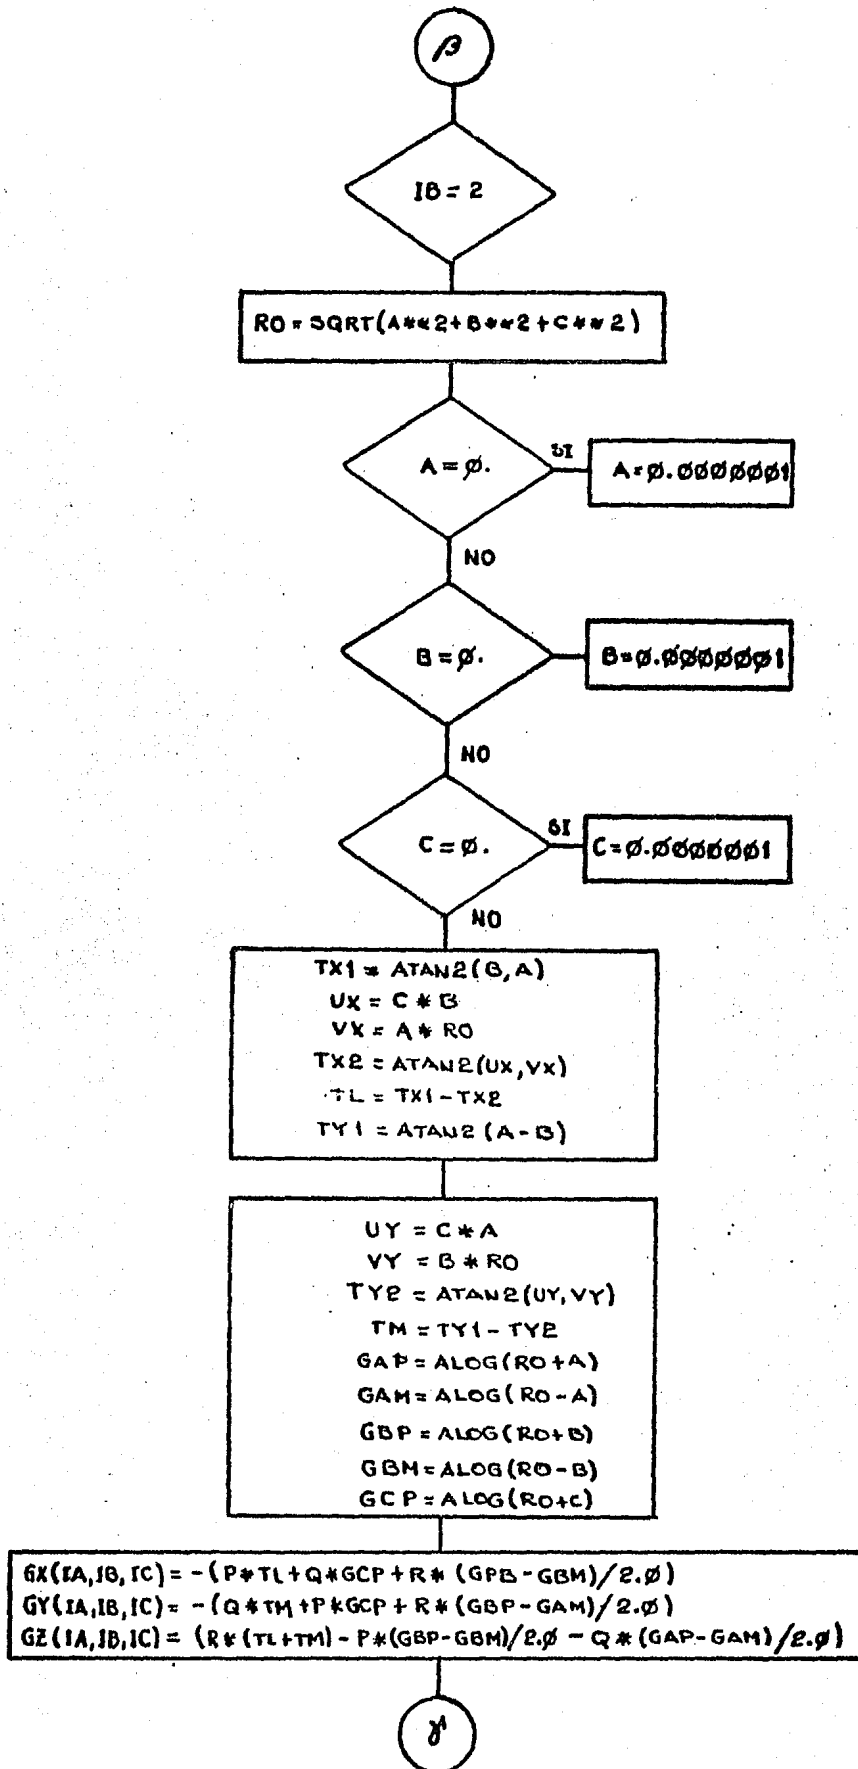 β
IB = 2
RO = SQRT(A**2+B**2+C**2)
A = Ø.
SI
A=Ø.ØØØØØØ1
NO
B = Ø.
B=Ø.ØØØØØØ1
NO
C = Ø.
SI
C=Ø.ØØØØØØ1
NO
TX1 = ATAN2(B,A)
UX = C * B
VX = A * RO
TX2 = ATAN2(UX,VX)
TL = TX1-TX2
TY1 = ATAN2(A-B)
UY = C * A
VY = B * RO
TY2 = ATAN2(UY,VY)
TM = TY1-TY2
GAP = ALOG(RO+A)
GAM = ALOG(RO-A)
GBP = ALOG(RO+B)
GBM = ALOG(RO-B)
GCP = ALOG(RO+C)
GX(IA,IB,IC) = -(P*TL+Q*GCP+R*(GPB-GBM)/2.Ø)
GY(IA,IB,IC) = -(Q*TM+P*GCP+R*(GBP-GAM)/2.Ø)
GZ(IA,IB,IC) = (R*(TL+TM)-P*(GBP-GBM)/2.Ø-Q*(GAP-GAM)/2.Ø)
γ